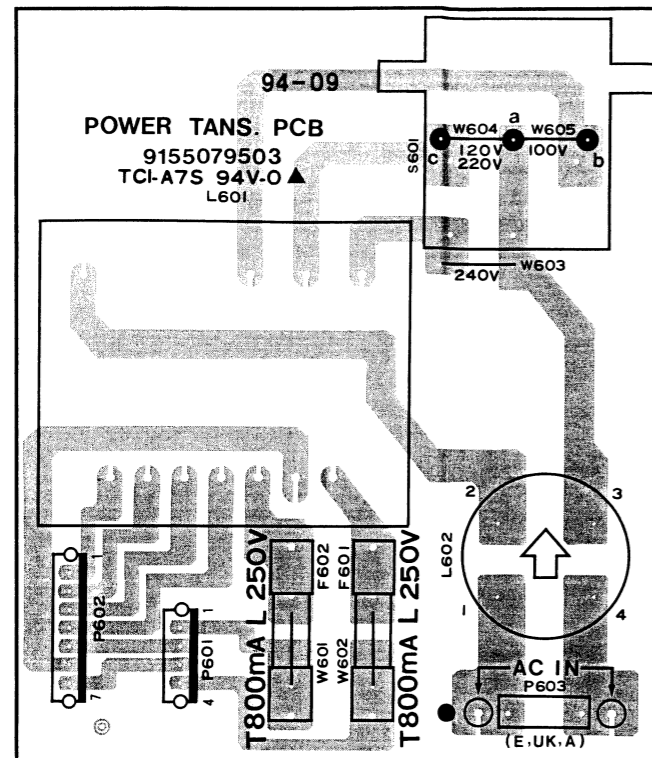 94-09
POWER TANS. PCB
9155079503
TCI-A7S 94V-0 ▲
L601
S601
W604
a
W605
c
120V
220V
100V
b
240V
W603
2
3
L602
1
4
AC IN
P603
(E,UK,A)
1
P602
7
1
P601
4
T800mA L 250V
F602
W601
F601
W602
T800mA L 250V